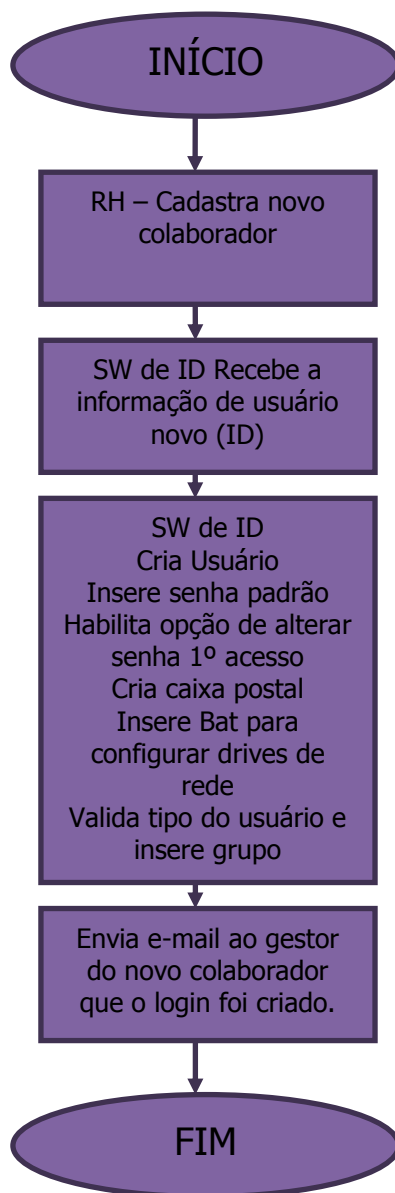 INÍCIO
RH – Cadastra novo
colaborador
SW de ID Recebe a
informação de usuário
novo (ID)
SW de ID
Cria Usuário
Insere senha padrão
Habilita opção de alterar
senha 1º acesso
Cria caixa postal
Insere Bat para
configurar drives de
rede
Valida tipo do usuário e
insere grupo
Envia e-mail ao gestor
do novo colaborador
que o login foi criado.
FIM